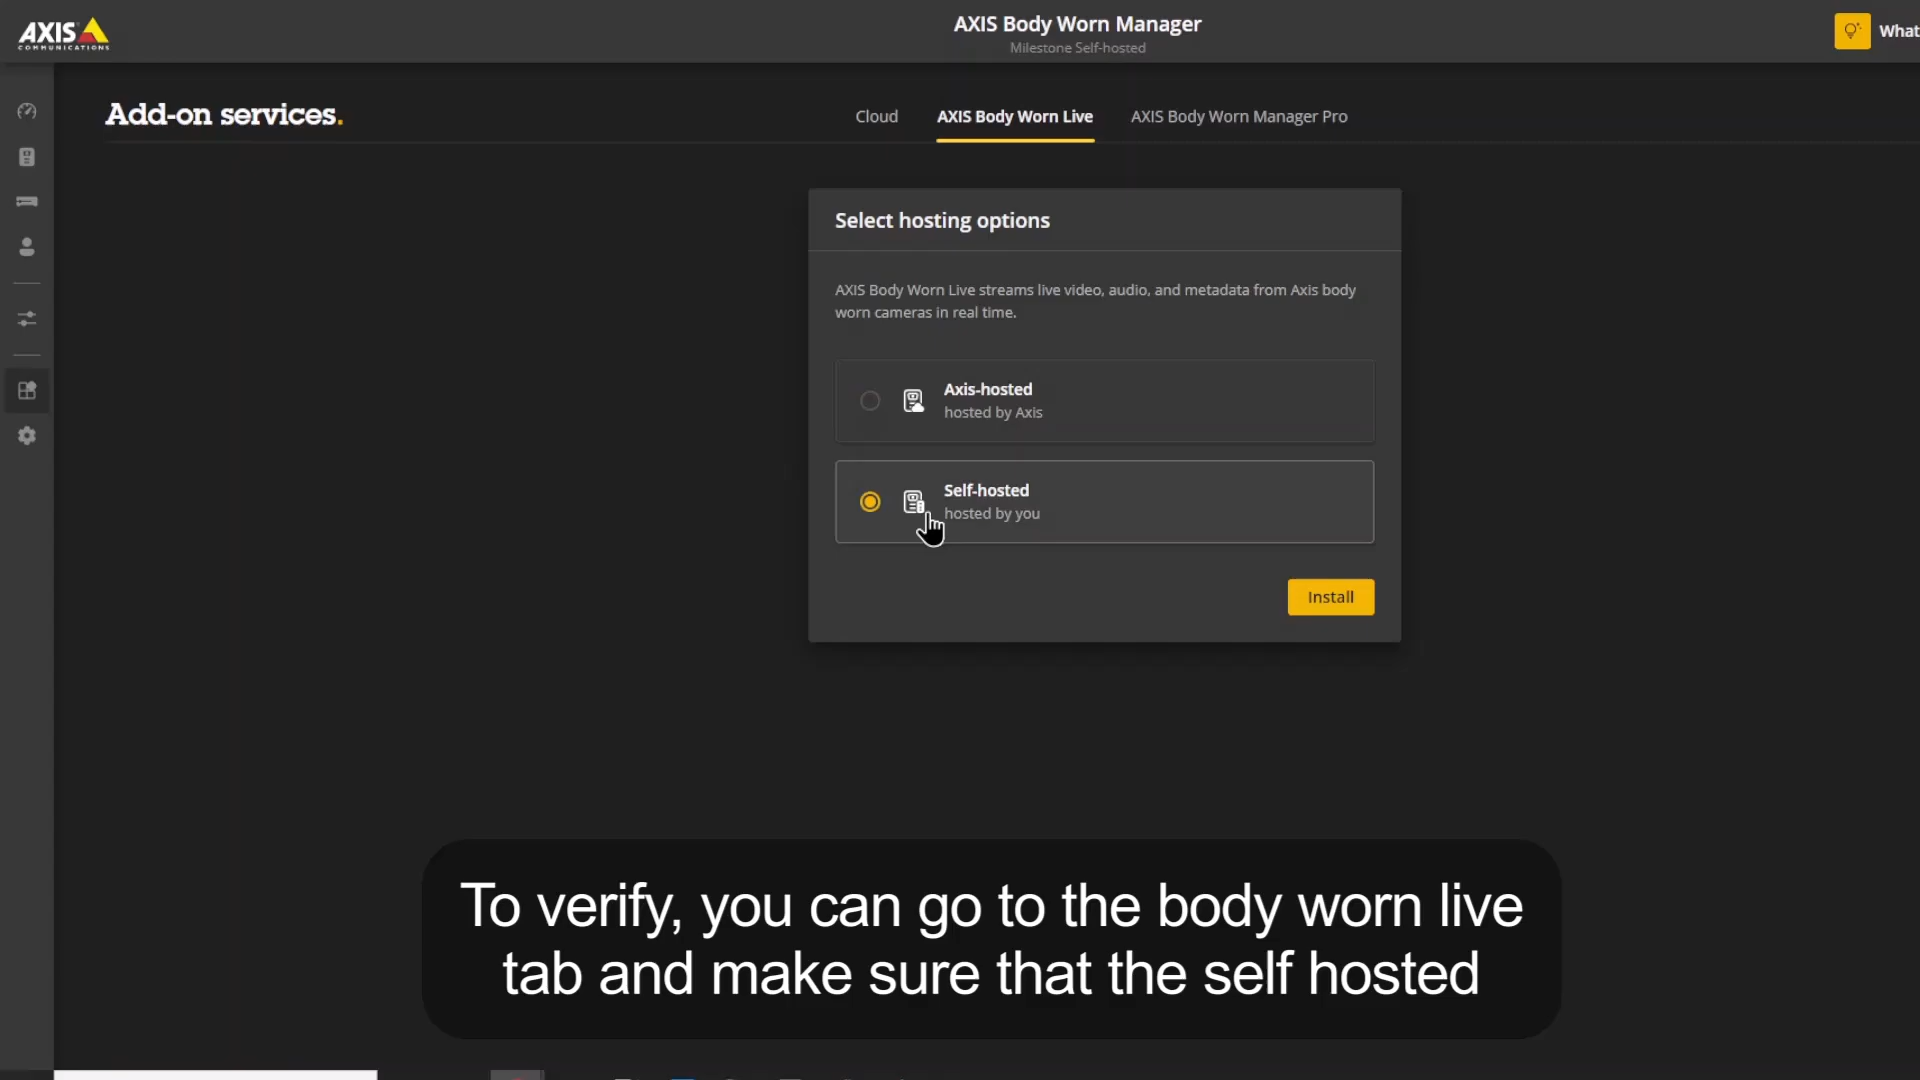 AXIS
COMMUNICATIONS
AXIS Body Worn Manager
Milestone Self-hosted
What
Add-on services.
Cloud
AXIS Body Worn Live
AXIS Body Worn Manager Pro
Select hosting options
AXIS Body Worn Live streams live video, audio, and metadata from Axis body
worn cameras in real time.
Axis-hosted
hosted by Axis
Self-hosted
hosted by you
Install
To verify, you can go to the body worn live
tab and make sure that the self hosted